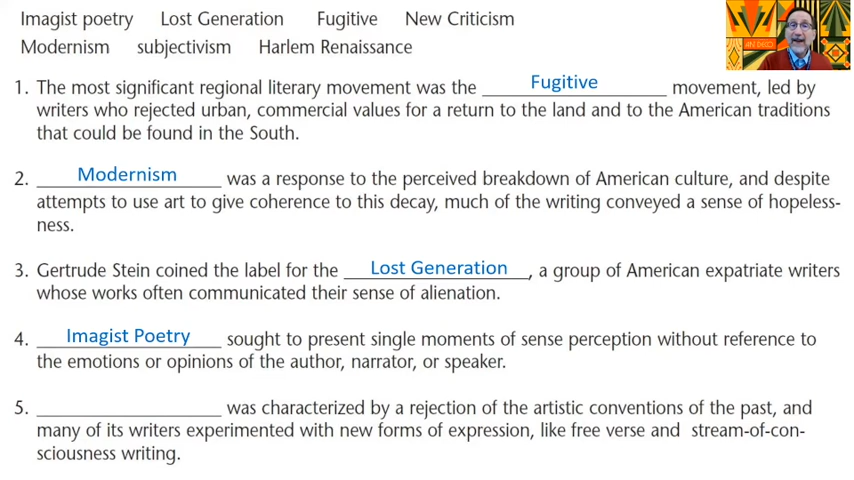 Imagist poetry Lost Generation Fugitive New Criticism
Modernism subjectivism Harlem Renaissance
1. The most significant regional literary movement was the Fugitive movement, led by
writers who rejected urban, commercial values for a return to the land and to the American traditions
that could be found in the South.
2. Modernism was a response to the perceived breakdown of American culture, and despite
attempts to use art to give coherence to this decay, much of the writing conveyed a sense of hopeless-
ness.
3. Gertrude Stein coined the label for the Lost Generation, a group of American expatriate writers
whose works often communicated their sense of alienation.
4. Imagist Poetry sought to present single moments of sense perception without reference to
the emotions or opinions of the author, narrator, or speaker.
5. ____________________ was characterized by a rejection of the artistic conventions of the past, and
many of its writers experimented with new forms of expression, like free verse and stream-of-con-
sciousness writing.